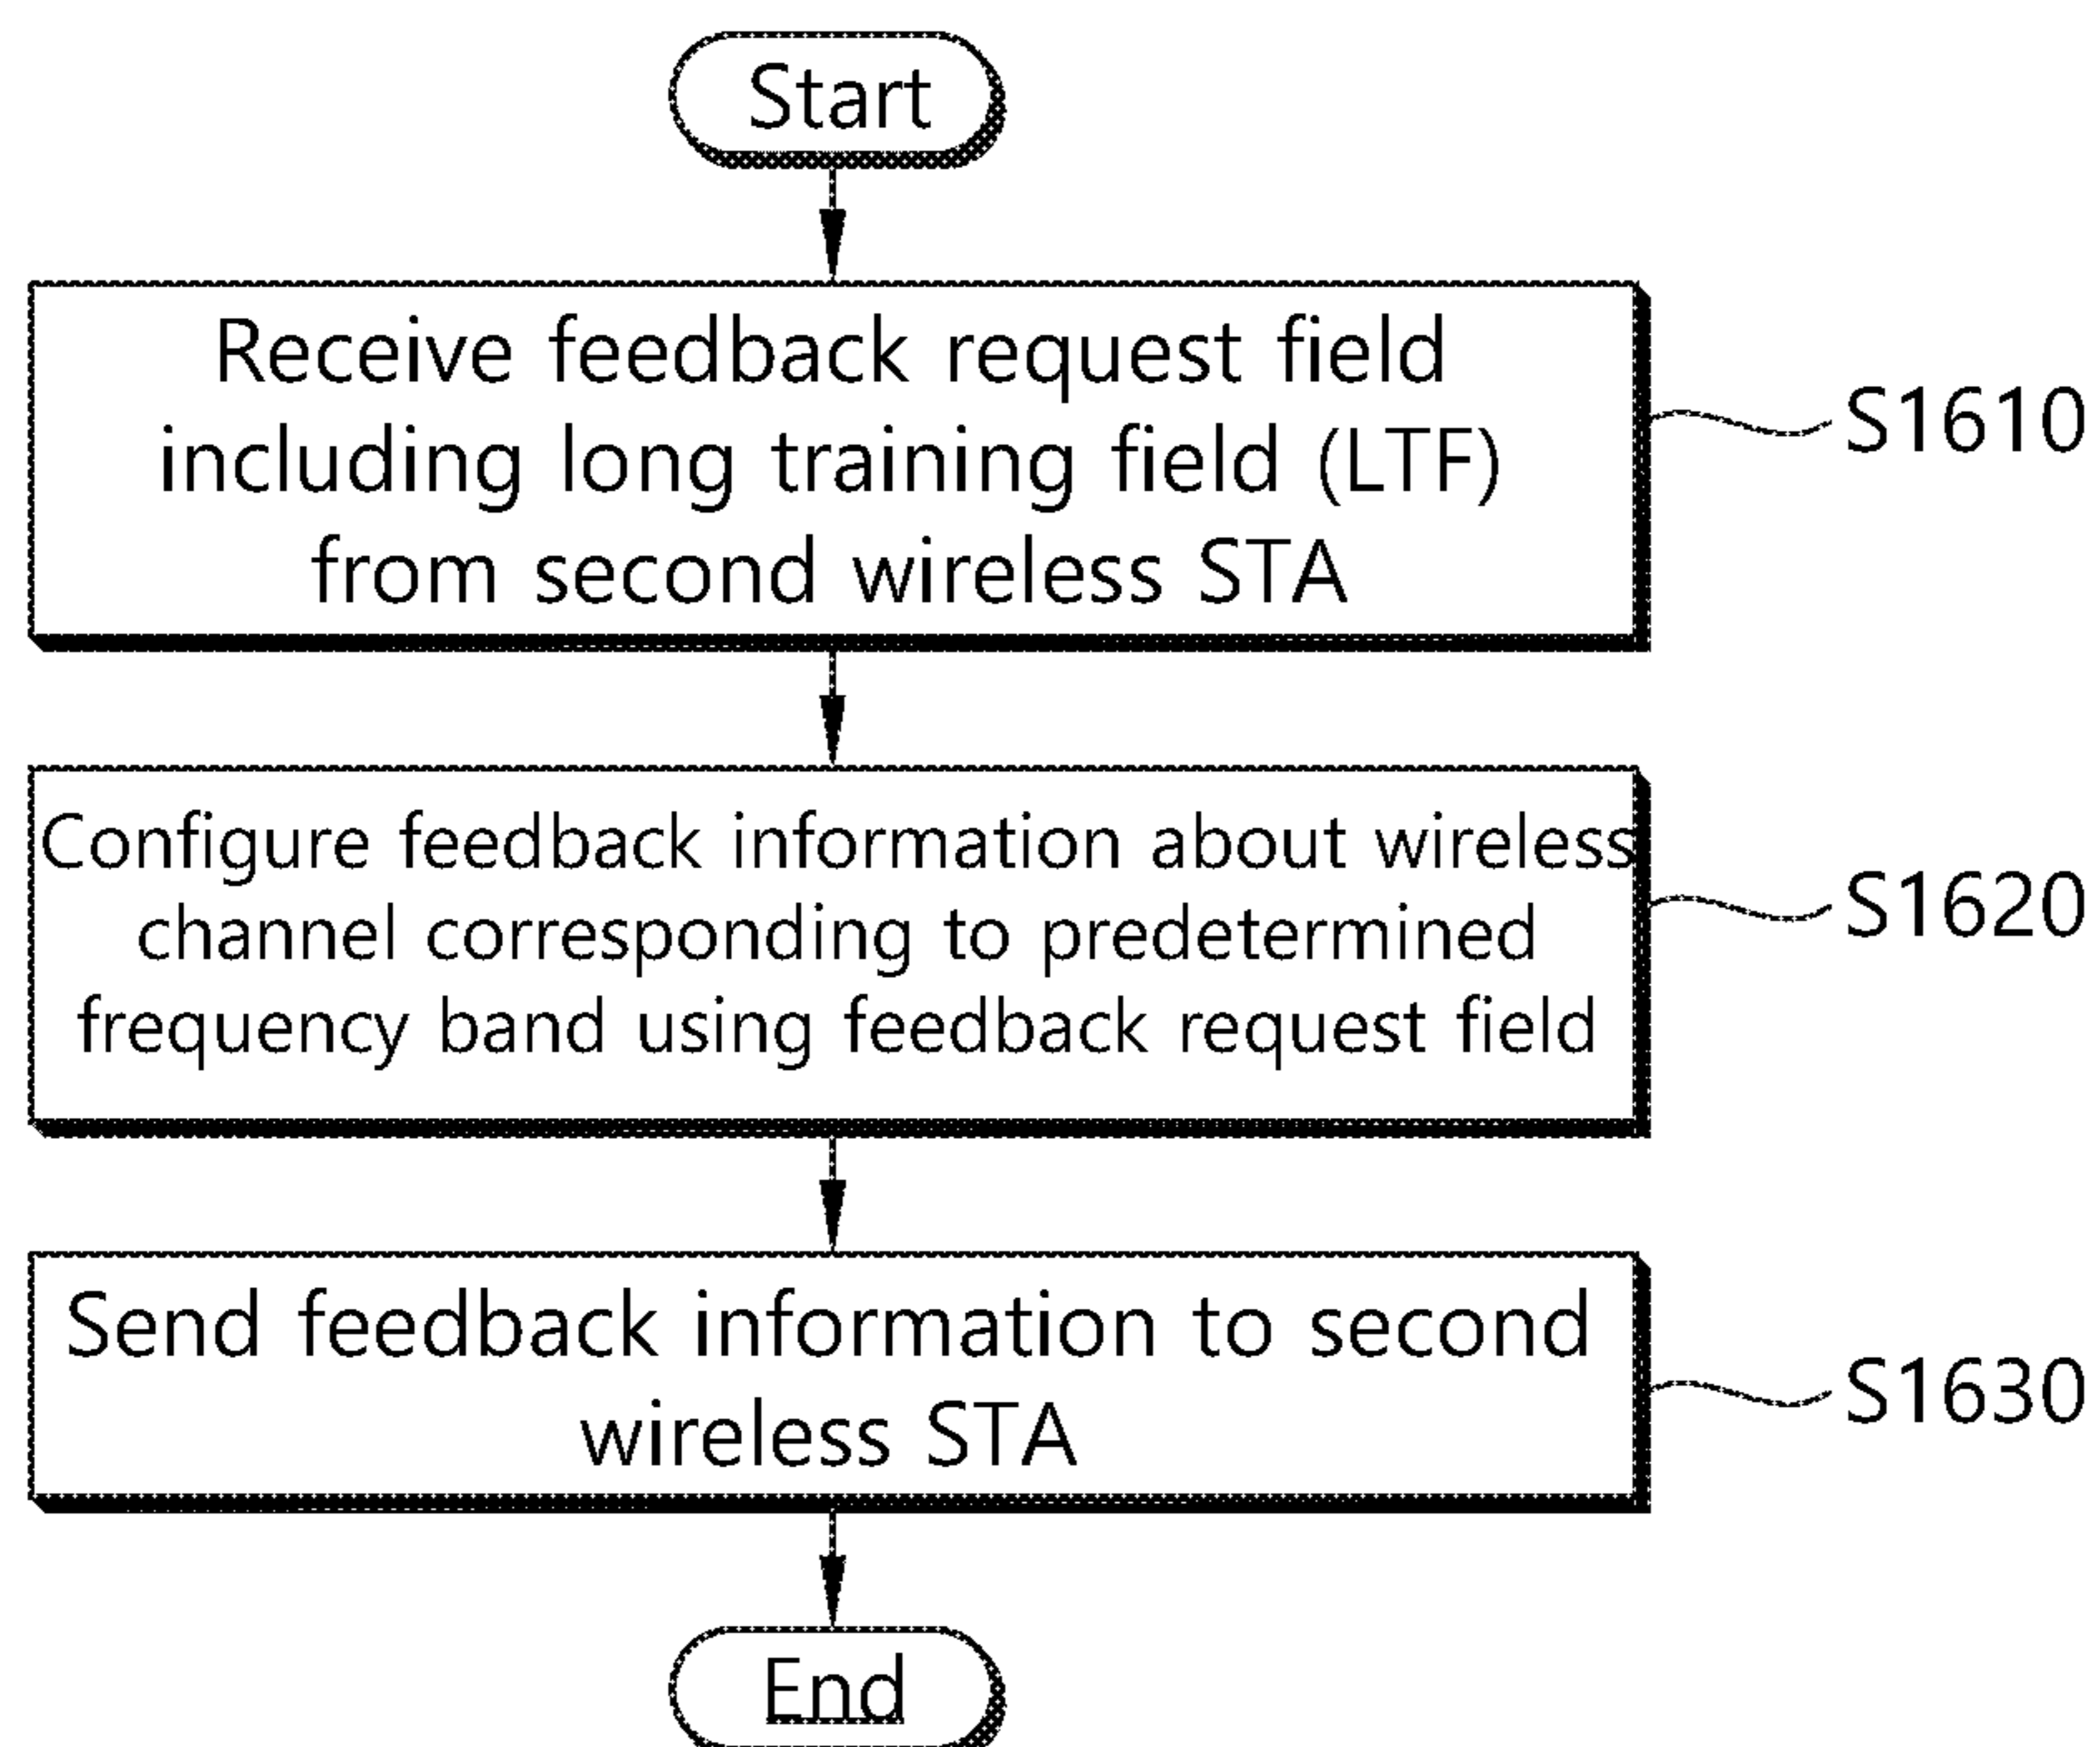 Start
Receive feedback request field
including long training field (LTF)
from second wireless STA
S1610
Configure feedback information about wireless
channel corresponding to predetermined
frequency band using feedback request field
S1620
Send feedback information to second
wireless STA
S1630
End